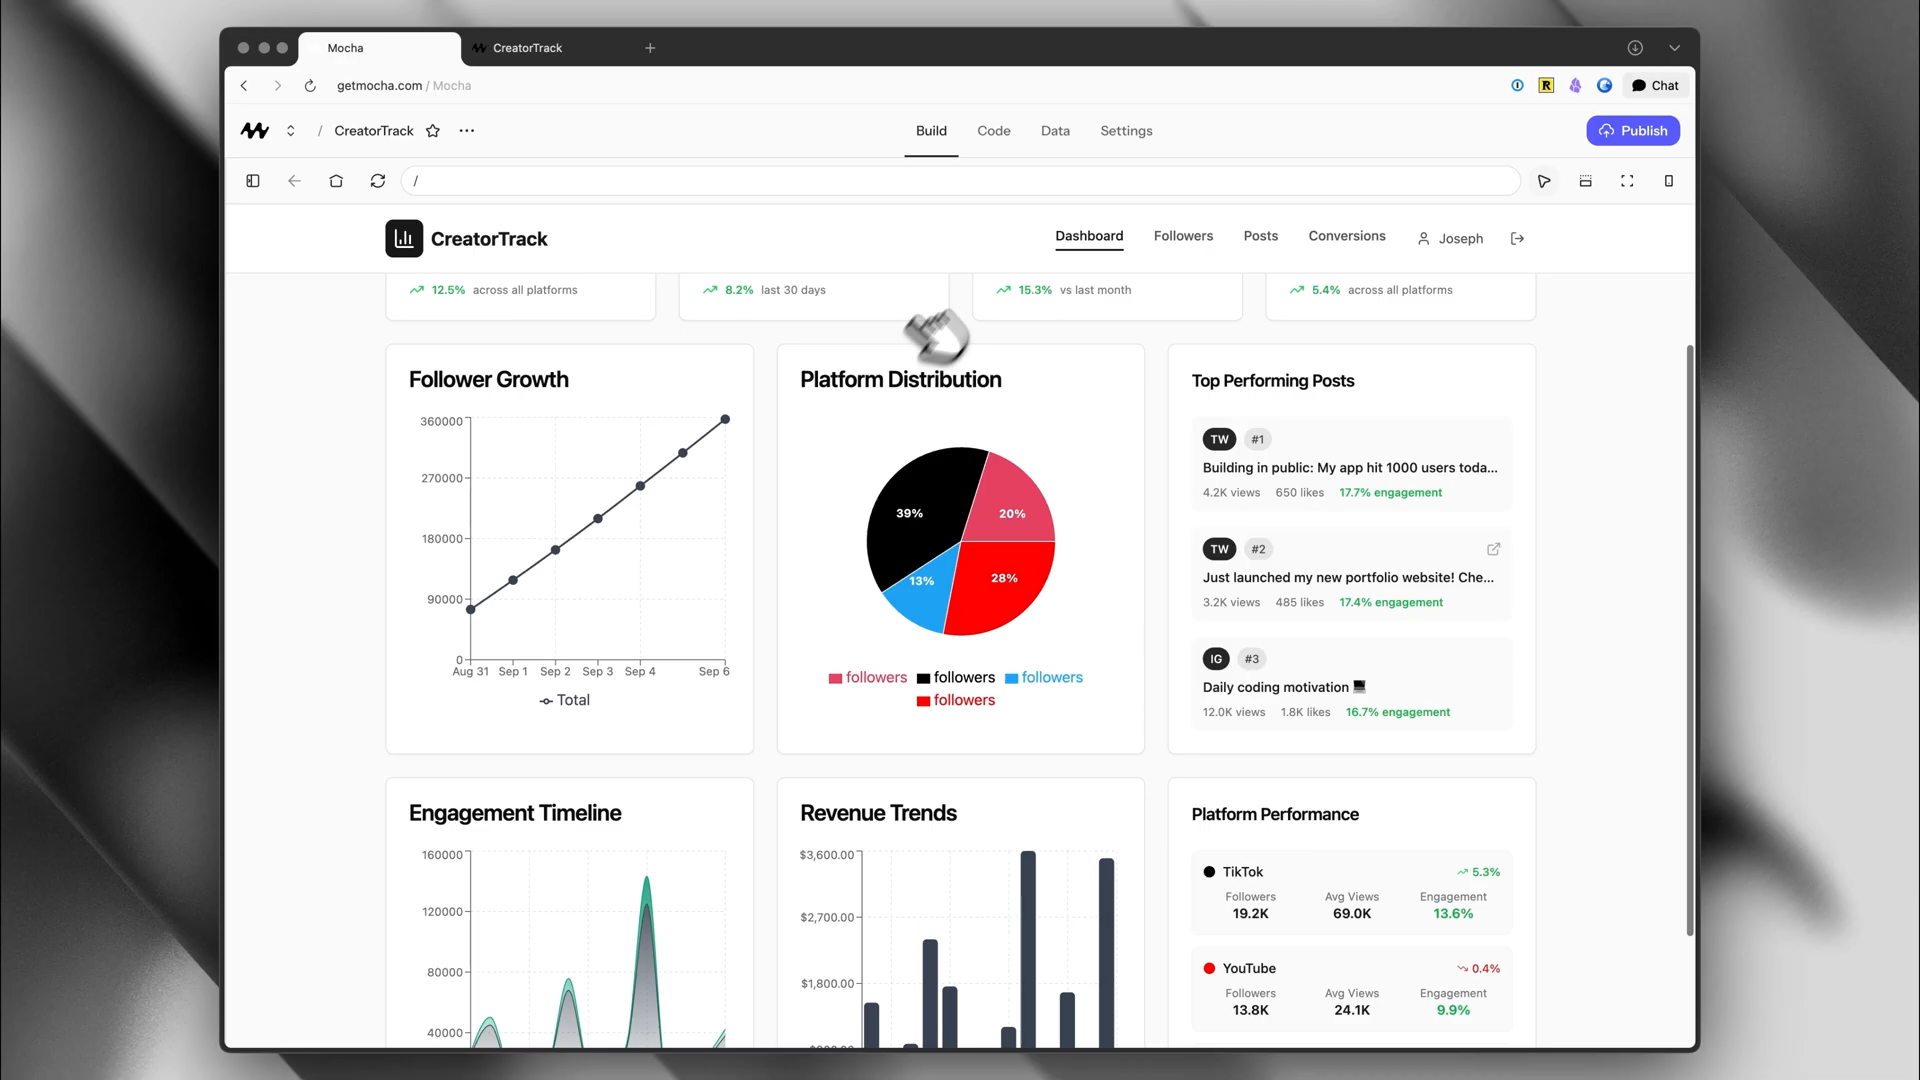 Mocha
CreatorTrack
getmocha.com / Mocha
Chat
/ CreatorTrack
Build Code Data Settings
Publish
/
CreatorTrack
Dashboard Followers Posts Conversions Joseph
12.5% across all platforms
8.2% last 30 days
15.3% vs last month
5.4% across all platforms
Follower Growth
360000
270000
180000
90000
0
Aug 31 Sep 1 Sep 2 Sep 3 Sep 4 Sep 6
Total
Platform Distribution
39%
20%
13%
28%
followers followers followers
followers
Top Performing Posts
TW #1
Building in public: My app hit 1000 users toda...
4.2K views 650 likes 17.7% engagement
TW #2
Just launched my new portfolio website! Che...
3.2K views 485 likes 17.4% engagement
IG #3
Daily coding motivation
12.0K views 1.8K likes 16.7% engagement
Engagement Timeline
160000
120000
80000
40000
Revenue Trends
$3,600.00
$2,700.00
$1,800.00
Platform Performance
TikTok 5.3%
Followers Avg Views Engagement
19.2K 69.0K 13.6%
YouTube 0.4%
Followers Avg Views Engagement
13.8K 24.1K 9.9%